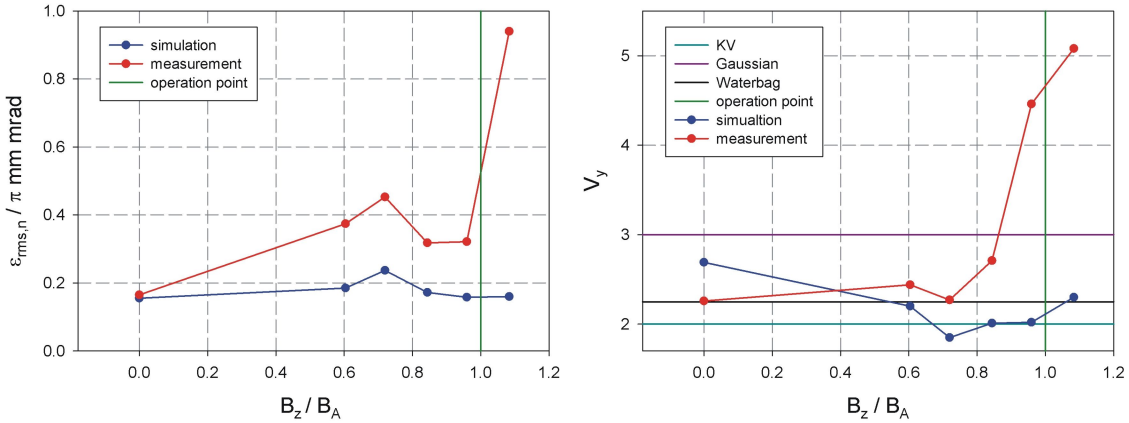 1.0
0.8
0.6
0.4
0.2
0.0
ε_rms,n / π mm mrad
simulation
measurement
operation point
0.0 0.2 0.4 0.6 0.8 1.0 1.2
B_z / B_A
5
4
3
2
V_y
KV
Gaussian
Waterbag
operation point
simualtion
measurement
0.0 0.2 0.4 0.6 0.8 1.0 1.2
B_z / B_A